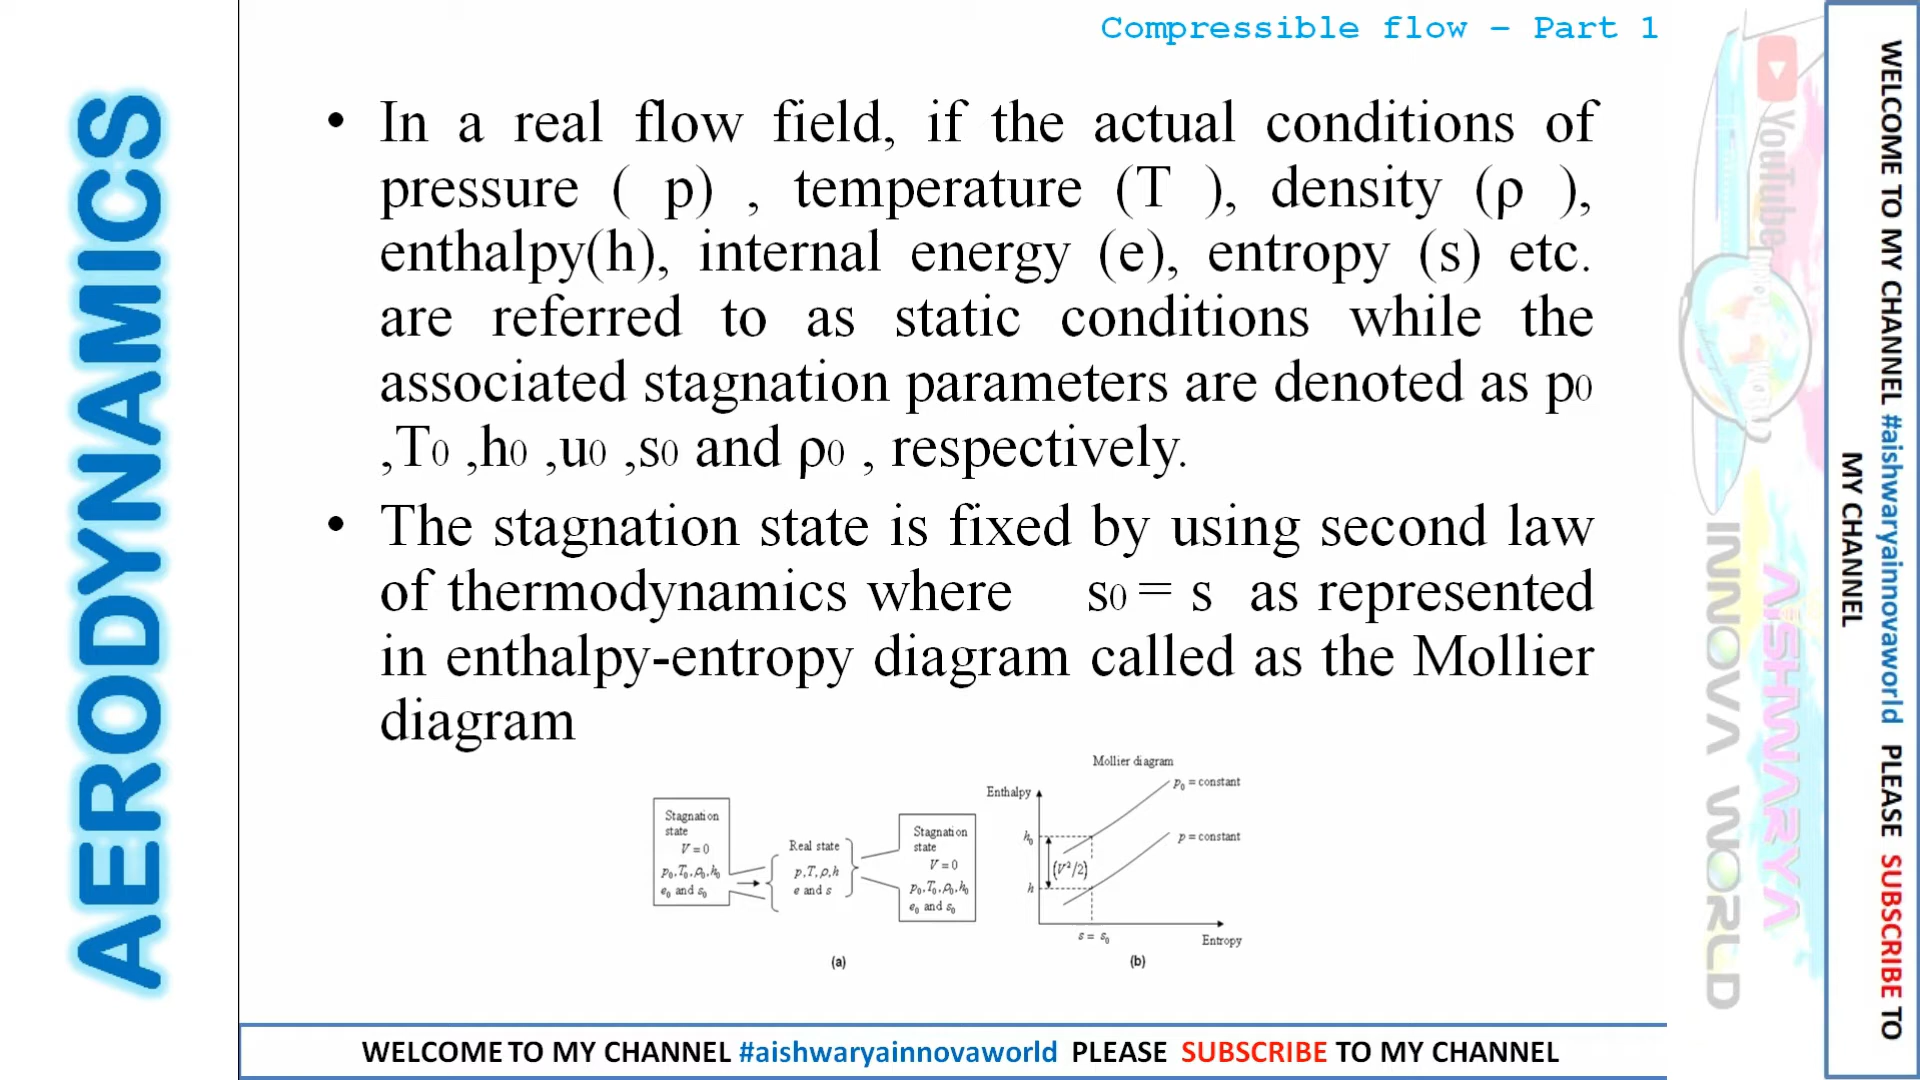 Compressible flow – Part 1
AERODYNAMICS
• In a real flow field, if the actual conditions of
pressure ( p) , temperature (T ), density (ρ ),
enthalpy(h), internal energy (e), entropy (s) etc.
are referred to as static conditions while the
associated stagnation parameters are denoted as p0
,T0 ,h0 ,u0 ,s0 and ρ0 , respectively.
• The stagnation state is fixed by using second law
of thermodynamics where s0 = s as represented
in enthalpy-entropy diagram called as the Mollier
diagram
Stagnation
state
V = 0
p0,T0,ρ0,h0
e0 and s0
Real state
p,T,ρ,h
e and s
Stagnation
state
V = 0
p0,T0,ρ0,h0
e0 and s0
(a)
Mollier diagram
Enthalpy
p0 = constant
p = constant
h0
(V²/2)
h
s = s0
Entropy
(b)
WELCOME TO MY CHANNEL #aishwaryainnovaworld PLEASE SUBSCRIBE TO MY CHANNEL
YouTube
AISHWARYA
INNOVA WORLD
WELCOME TO MY CHANNEL #aishwaryainnovaworld PLEASE SUBSCRIBE TO
MY CHANNEL